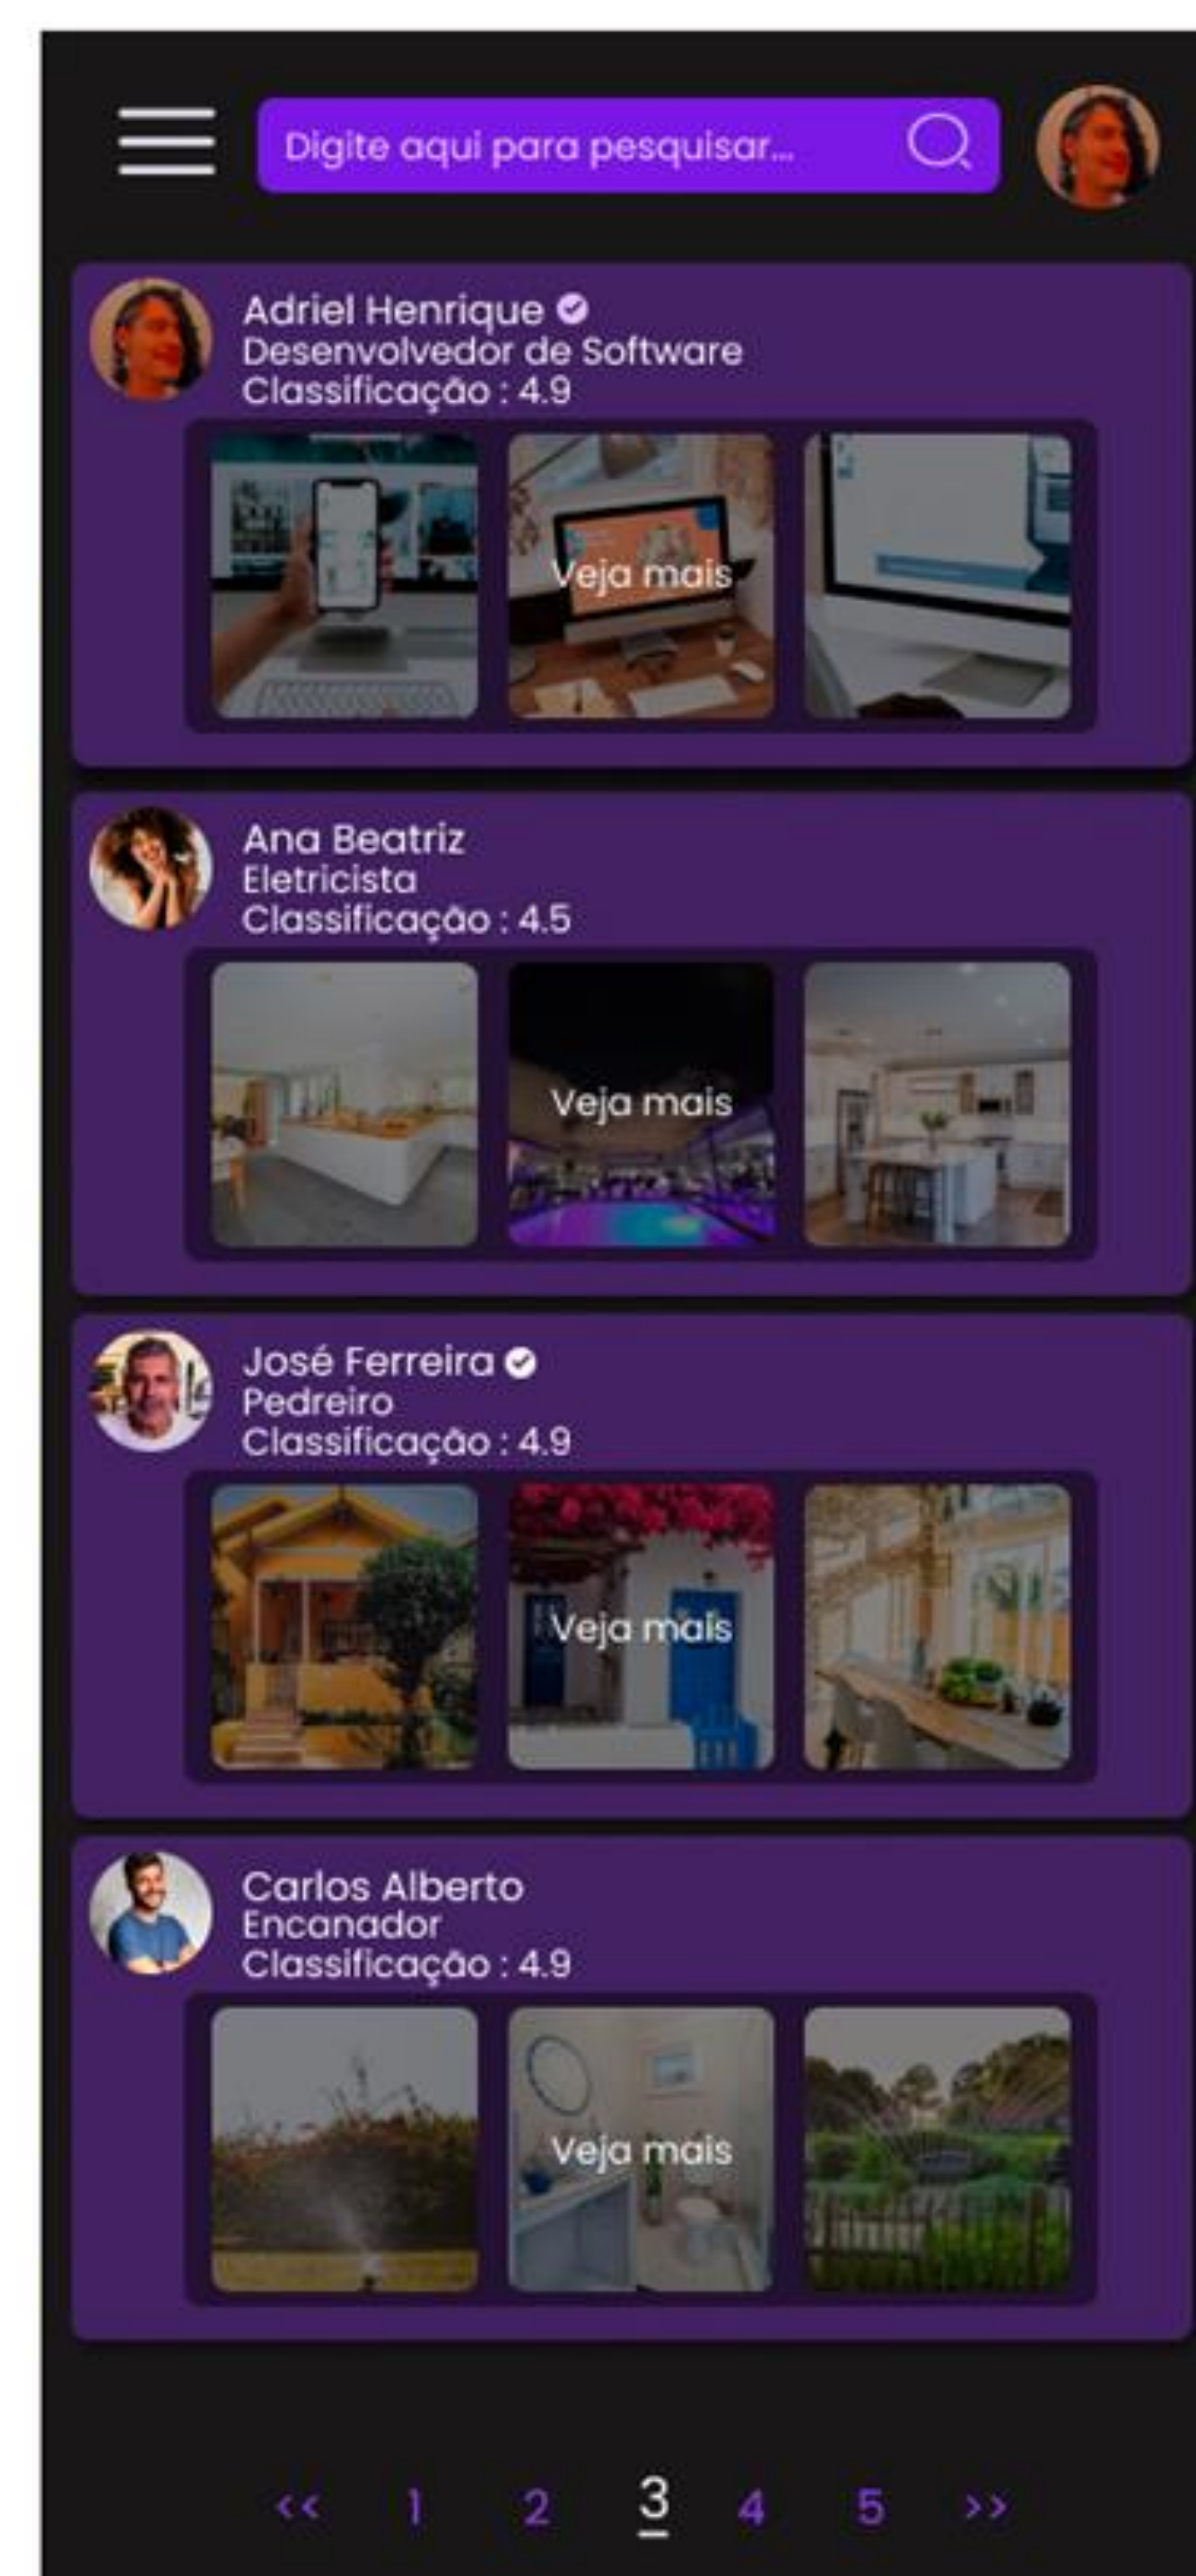 Digite aqui para pesquisar...
Adriel Henrique
Desenvolvedor de Software
Classificação : 4.9
Veja mais
Ana Beatriz
Eletricista
Classificação : 4.5
Veja mais
José Ferreira
Pedreiro
Classificação : 4.9
Veja mais
Carlos Alberto
Encanador
Classificação : 4.9
Veja mais
<< 1 2 3 4 5 >>